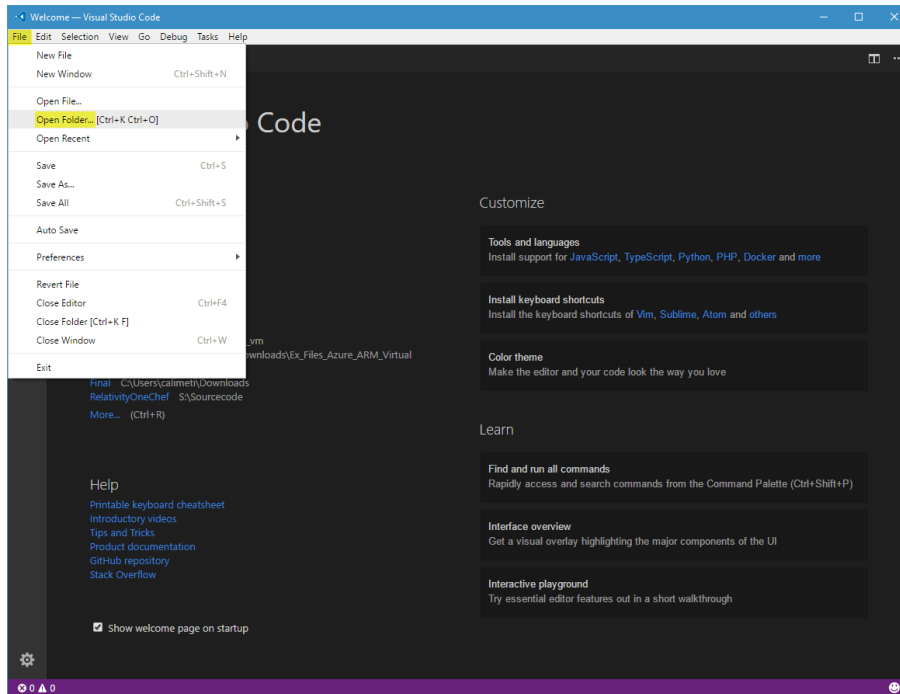 Welcome — Visual Studio Code
File Edit Selection View Go Debug Tasks Help
New File
New Window Ctrl+Shift+N
Open File...
Open Folder... [Ctrl+K Ctrl+O]
Open Recent
Save Ctrl+S
Save As...
Save All Ctrl+Shift+S
Auto Save
Preferences
Revert File
Close Editor Ctrl+F4
Close Folder [Ctrl+K F]
Close Window Ctrl+W
Exit
Code
_vm
wnloads\Ex_Files_Azure_ARM_Virtual
Final C:\Users\calimeti\Downloads
RelativityOneChef S:\Sourcecode
More... (Ctrl+R)
Help
Printable keyboard cheatsheet
Introductory videos
Tips and Tricks
Product documentation
GitHub repository
Stack Overflow
Show welcome page on startup
Customize
Tools and languages
Install support for JavaScript, TypeScript, Python, PHP, Docker and more
Install keyboard shortcuts
Install the keyboard shortcuts of Vim, Sublime, Atom and others
Color theme
Make the editor and your code look the way you love
Learn
Find and run all commands
Rapidly access and search commands from the Command Palette (Ctrl+Shift+P)
Interface overview
Get a visual overlay highlighting the major components of the UI
Interactive playground
Try essential editor features out in a short walkthrough
0 0